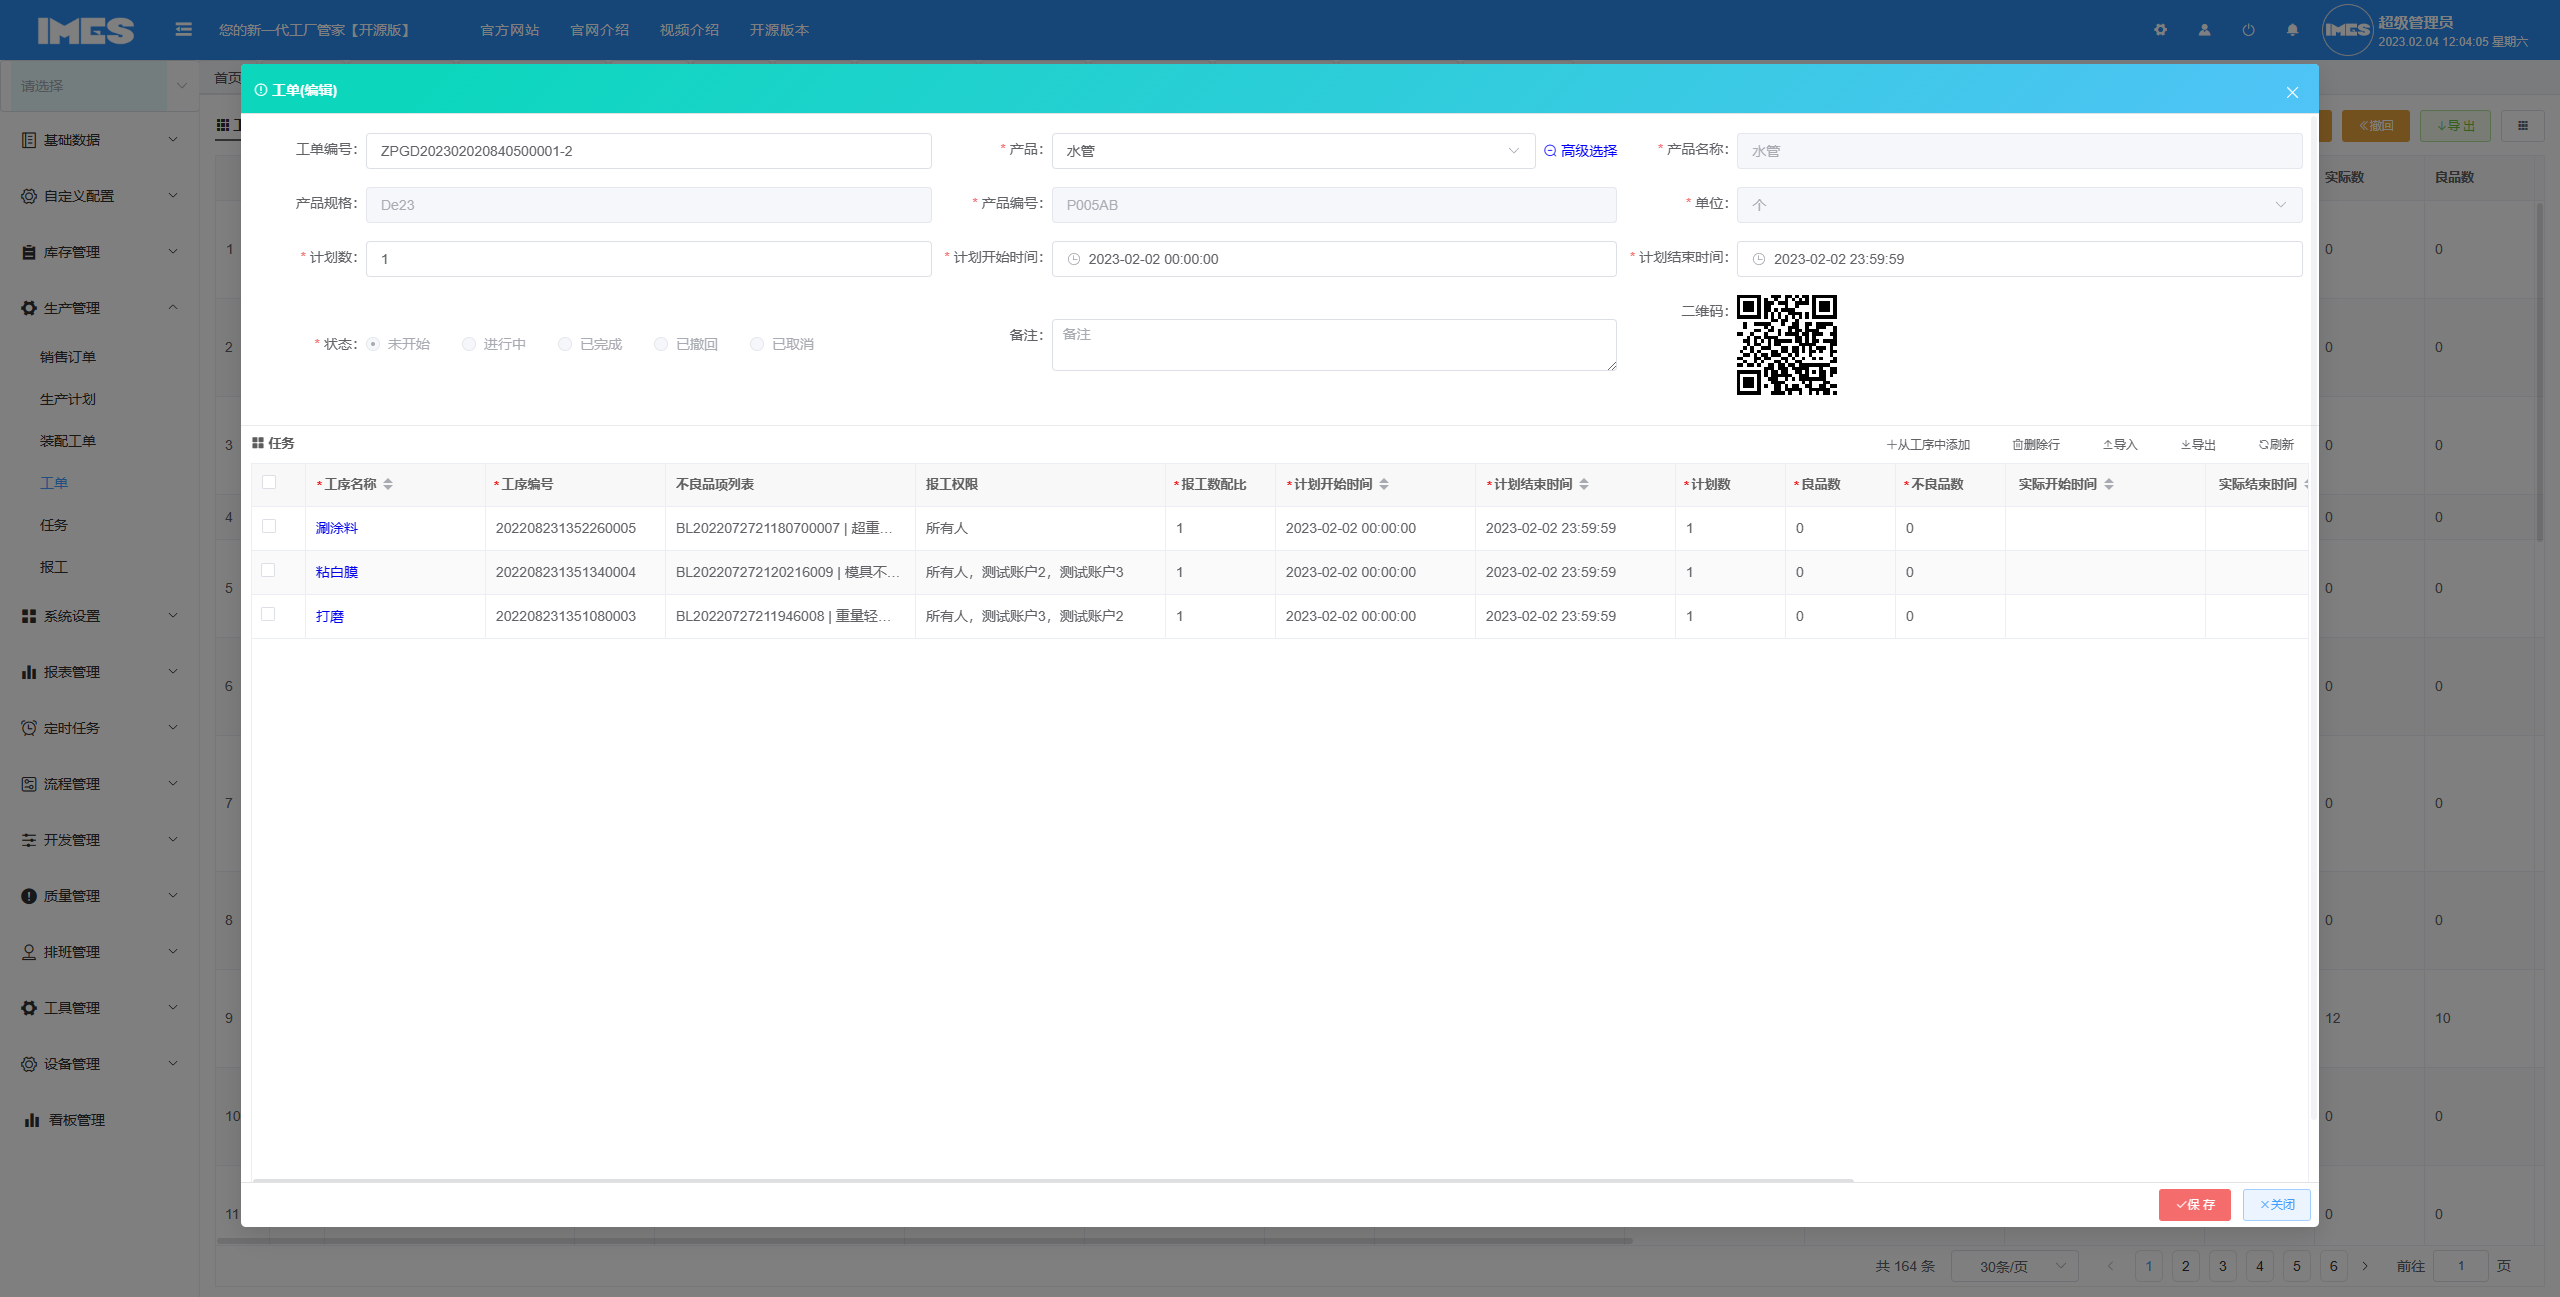 IMES 您的新一代工厂管家【开源版】 官方网站 官网介绍 视频介绍 开源版本 IMES 超级管理员
2023.02.04 12:04:05 星期六
请选择 首页
工单(编辑)
基础数据
自定义配置
库存管理
生产管理
销售订单
生产计划
装配工单
工单
任务
报工
系统设置
报表管理
定时任务
流程管理
开发管理
质量管理
排班管理
工具管理
设备管理
看板管理
撤回 导出
实际数 良品数
工单编号: ZPGD202302020840500001-2 *产品: 水管 高级选择 *产品名称: 水管
产品规格: De23 *产品编号: P005AB *单位: 个
*计划数: 1 *计划开始时间: 2023-02-02 00:00:00 *计划结束时间: 2023-02-02 23:59:59
*状态: 未开始 进行中 已完成 已撤回 已取消 备注: 备注 二维码:
任务 从工序中添加 删除行 导入 导出 刷新
*工序名称 *工序编号 不良品项列表 报工权限 *报工数配比 *计划开始时间 *计划结束时间 *计划数 *良品数 *不良品数 实际开始时间 实际结束时间
涮涂料 202208231352260005 BL2022072721180700007 | 超重... 所有人 1 2023-02-02 00:00:00 2023-02-02 23:59:59 1 0 0
粘白膜 202208231351340004 BL202207272120216009 | 模具不... 所有人，测试账户2，测试账户3 1 2023-02-02 00:00:00 2023-02-02 23:59:59 1 0 0
打磨 202208231351080003 BL20220727211946008 | 重量轻... 所有人，测试账户3，测试账户2 1 2023-02-02 00:00:00 2023-02-02 23:59:59 1 0 0
保 存 关闭
1 0 0
2 0 0
3 0 0
4 0 0
5 0 0
6 0 0
7 0 0
8 0 0
9 12 10
10 0 0
11 0 0
共 164 条 30条/页 1 2 3 4 5 6 前往 1 页